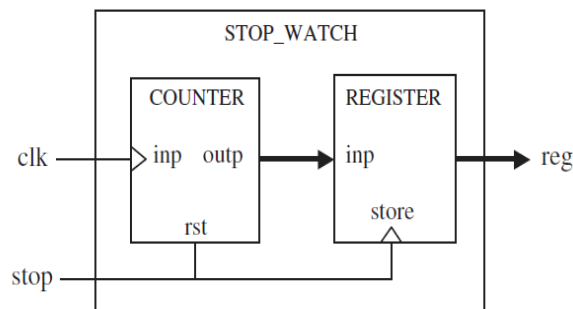 STOP_WATCH
COUNTER
REGISTER
clk
inp
outp
inp
reg
store
rst
stop